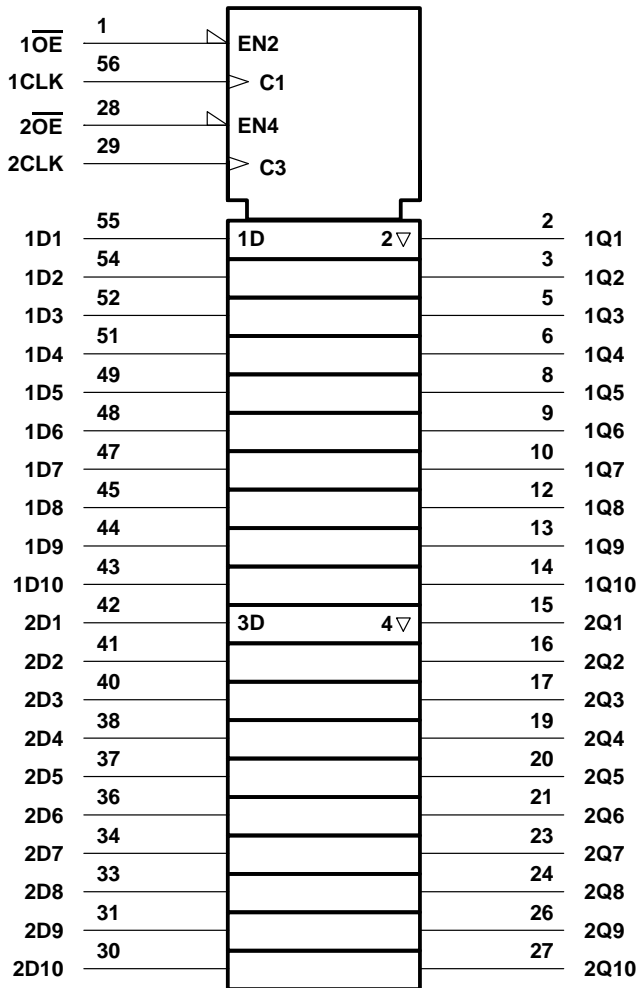 1
1O̅E̅ EN2
56
1CLK C1
28
2O̅E̅ EN4
29
2CLK C3
55 2
1D1 1D 2 ▽ 1Q1
54 3
1D2 1Q2
52 5
1D3 1Q3
51 6
1D4 1Q4
49 8
1D5 1Q5
48 9
1D6 1Q6
47 10
1D7 1Q7
45 12
1D8 1Q8
44 13
1D9 1Q9
43 14
1D10 1Q10
42 15
2D1 3D 4 ▽ 2Q1
41 16
2D2 2Q2
40 17
2D3 2Q3
38 19
2D4 2Q4
37 20
2D5 2Q5
36 21
2D6 2Q6
34 23
2D7 2Q7
33 24
2D8 2Q8
31 26
2D9 2Q9
30 27
2D10 2Q10